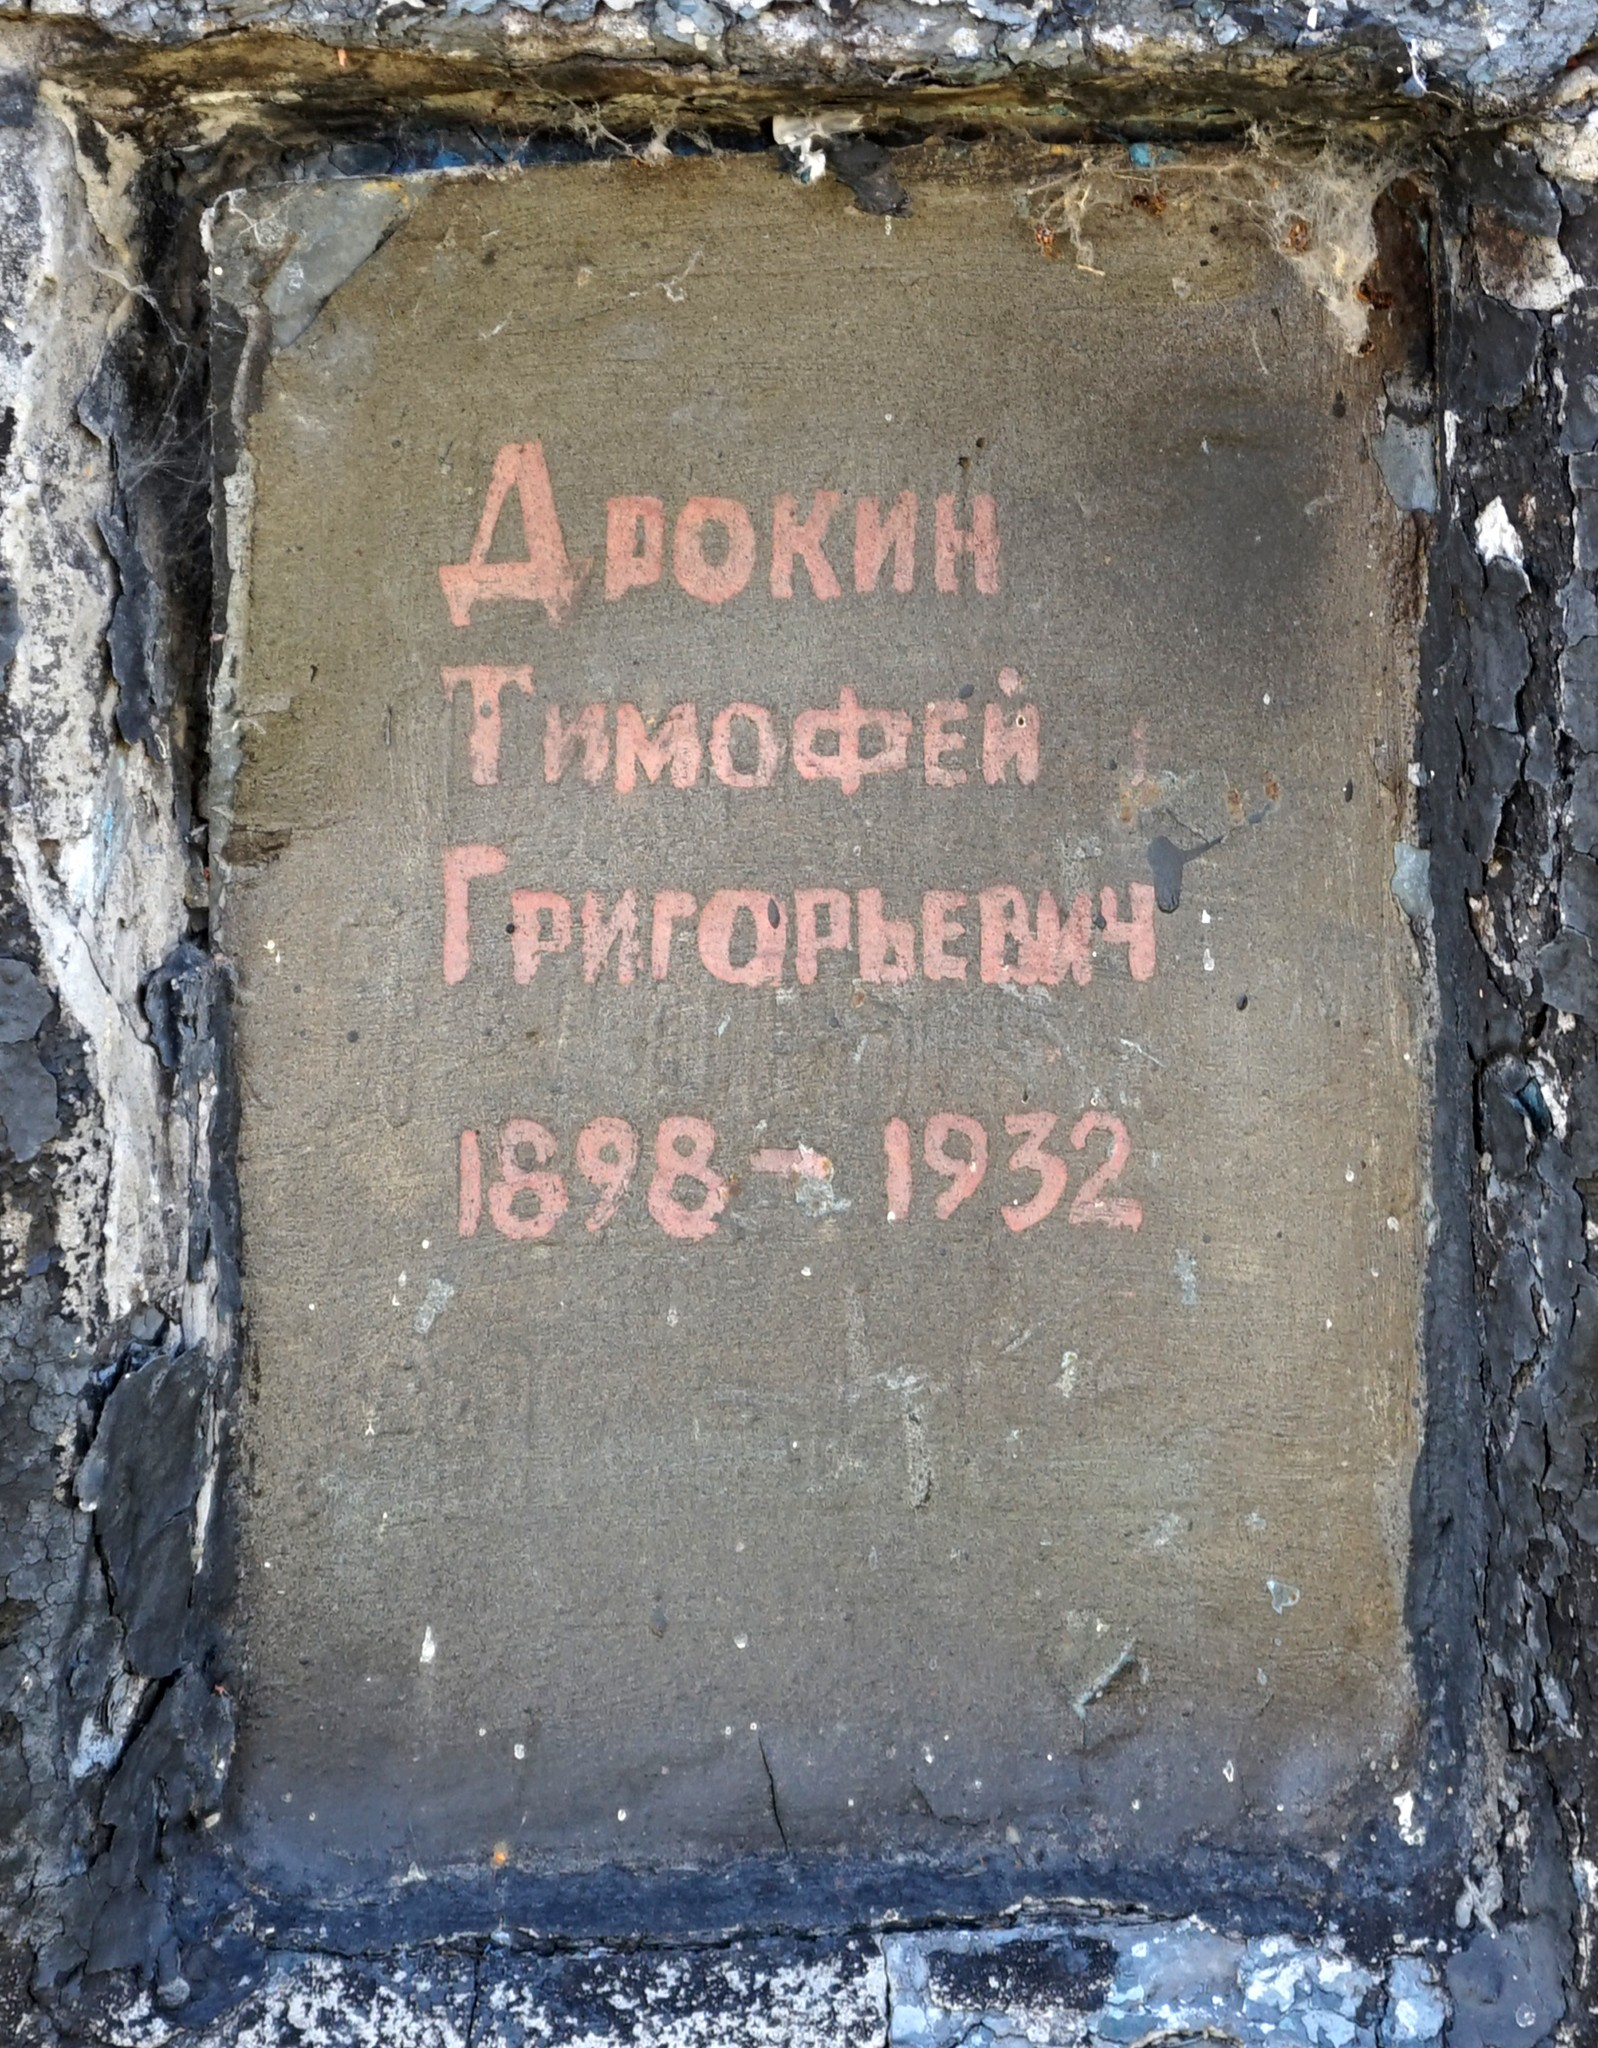 Дрокин
Тимофей
Григорьевич
1898 - 1932